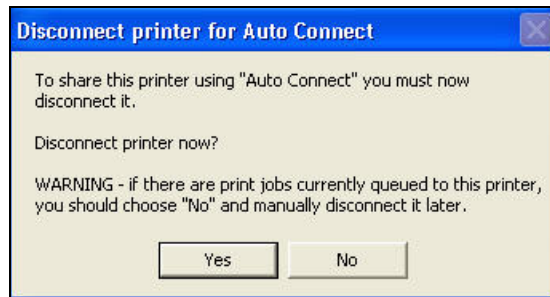 Disconnect printer for Auto Connect
To share this printer using "Auto Connect" you must now
disconnect it.
Disconnect printer now?
WARNING - if there are print jobs currently queued to this printer,
you should choose "No" and manually disconnect it later.
Yes
No